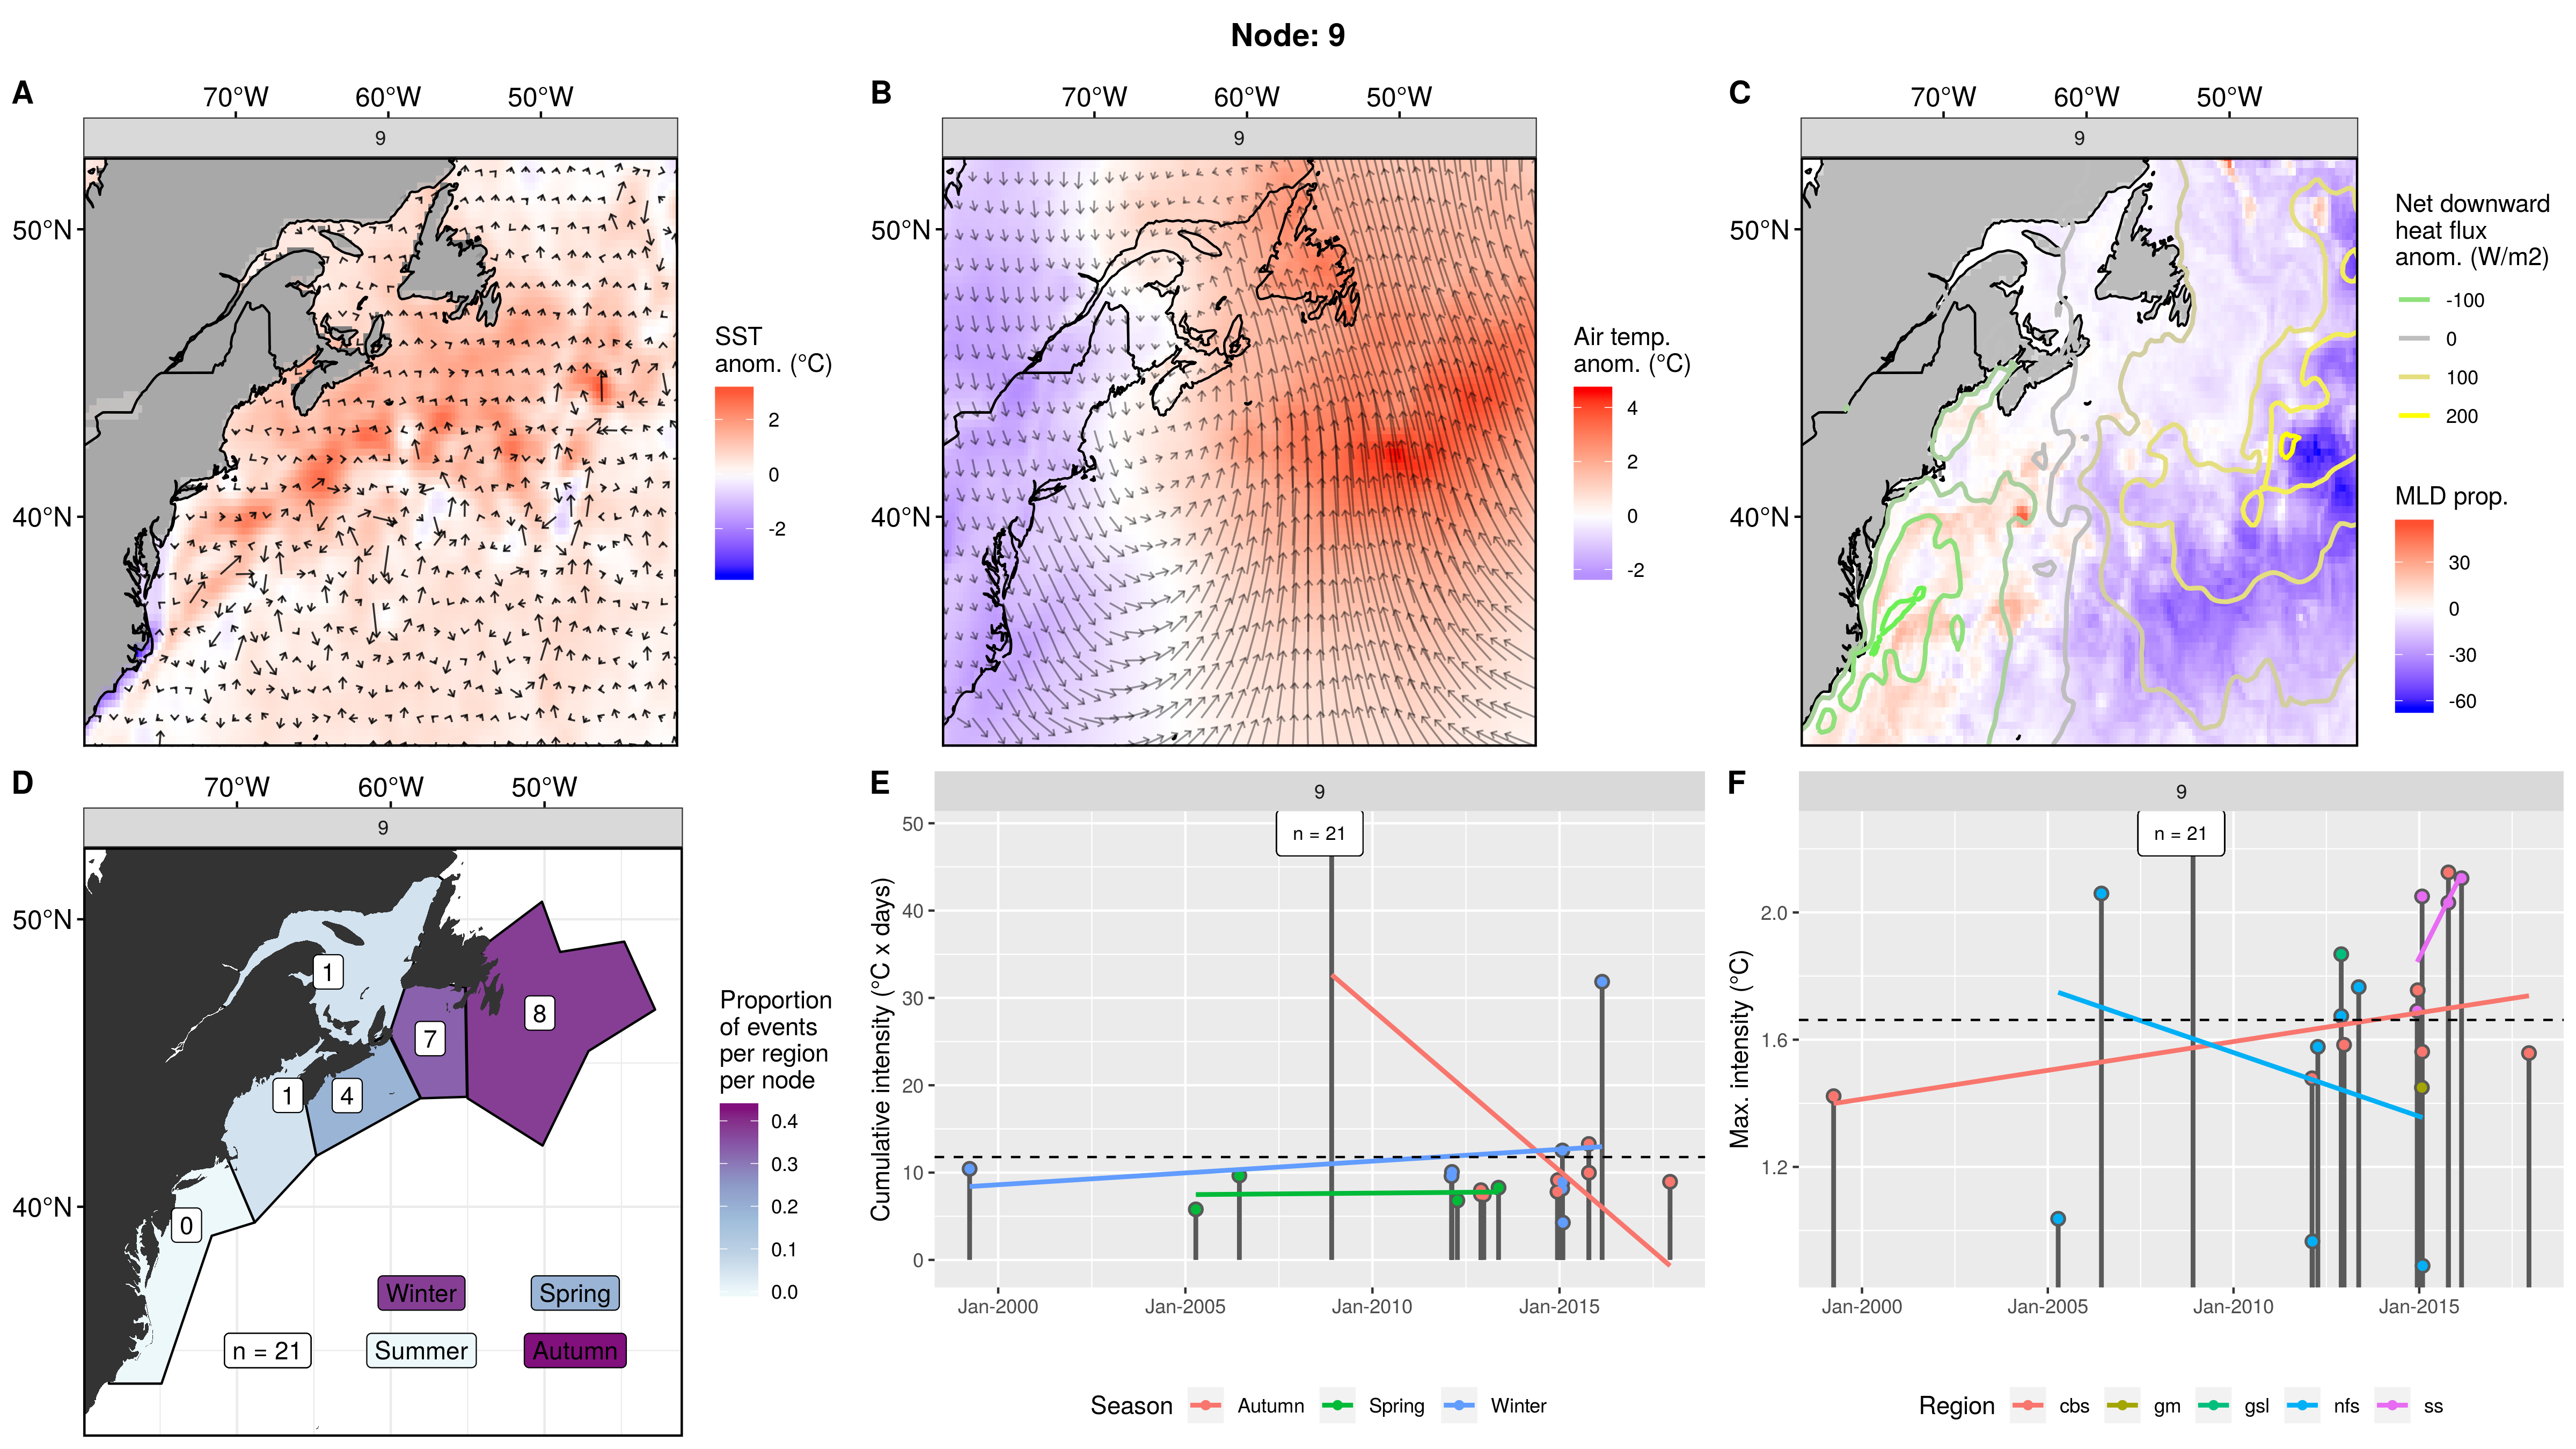 Node: 9
A
70°W 60°W 50°W
9
50°N
40°N
SST
anom. (°C)
2
0
-2
B
70°W 60°W 50°W
9
50°N
40°N
Air temp.
anom. (°C)
4
2
0
-2
C
70°W 60°W 50°W
9
50°N
40°N
Net downward
heat flux
anom. (W/m2)
-100
0
100
200
MLD prop.
30
0
-30
-60
D
70°W 60°W 50°W
9
50°N
40°N
1
8
7
1
4
0
Winter Spring
n = 21 Summer Autumn
Proportion
of events
per region
per node
0.4
0.3
0.2
0.1
0.0
E
9
n = 21
Cumulative intensity (°C x days)
50
40
30
20
10
0
Jan-2000 Jan-2005 Jan-2010 Jan-2015
Season Autumn Spring Winter
F
9
n = 21
Max. intensity (°C)
2.0
1.6
1.2
Jan-2000 Jan-2005 Jan-2010 Jan-2015
Region cbs gm gsl nfs ss